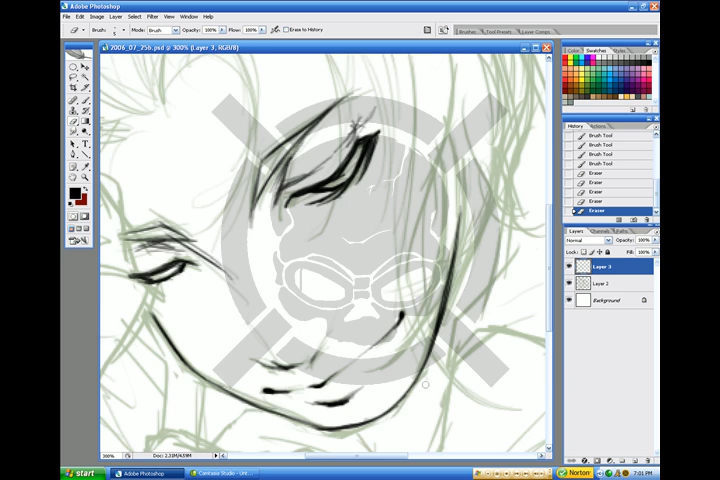 Adobe Photoshop
File Edit Image Layer Select Filter View Window Help
Brush: Mode: Brush Opacity: 100% Flow: 100% Erase to History Brushes Tool Presets Layer Comps
2006_07_25b.psd @ 300% (Layer 3, RGB/8)
Color Swatches Styles
History Actions
Brush Tool
Brush Tool
Brush Tool
Brush Tool
Eraser
Eraser
Eraser
Eraser
Eraser
Layers Channels Paths
Normal Opacity: 100%
Lock: Fill: 100%
Layer 3
Layer 2
Background
300% Doc: 2.31M/4.59M
start Adobe Photoshop Camtasia Studio - Unt... Norton 7:01 PM